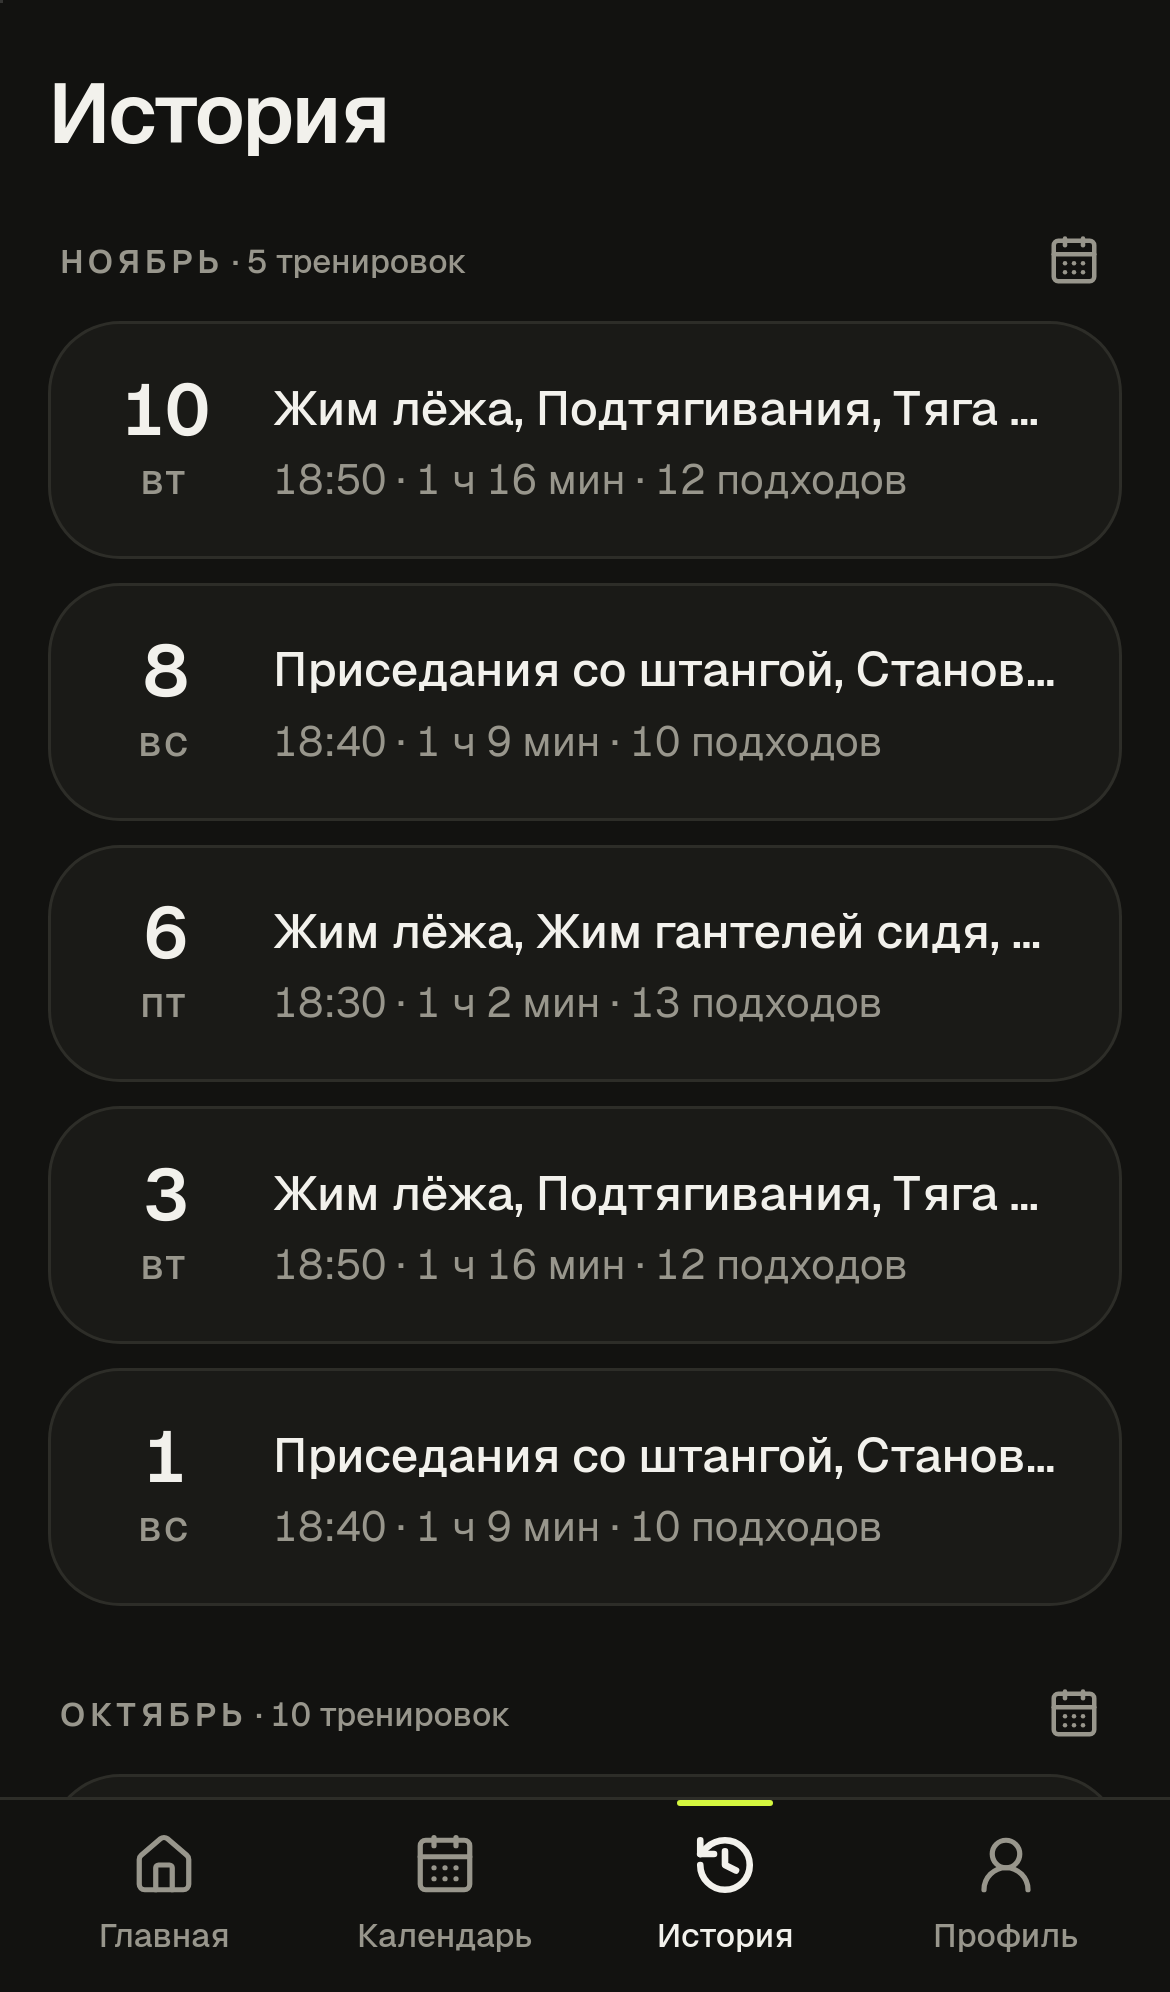 История
НОЯБРЬ · 5 тренировок
10
ВТ
Жим лёжа, Подтягивания, Тяга ...
18:50 · 1 ч 16 мин · 12 подходов
8
ВС
Приседания со штангой, Станов...
18:40 · 1 ч 9 мин · 10 подходов
6
ПТ
Жим лёжа, Жим гантелей сидя, ...
18:30 · 1 ч 2 мин · 13 подходов
3
ВТ
Жим лёжа, Подтягивания, Тяга ...
18:50 · 1 ч 16 мин · 12 подходов
1
ВС
Приседания со штангой, Станов...
18:40 · 1 ч 9 мин · 10 подходов
ОКТЯБРЬ · 10 тренировок
Главная
Календарь
История
Профиль